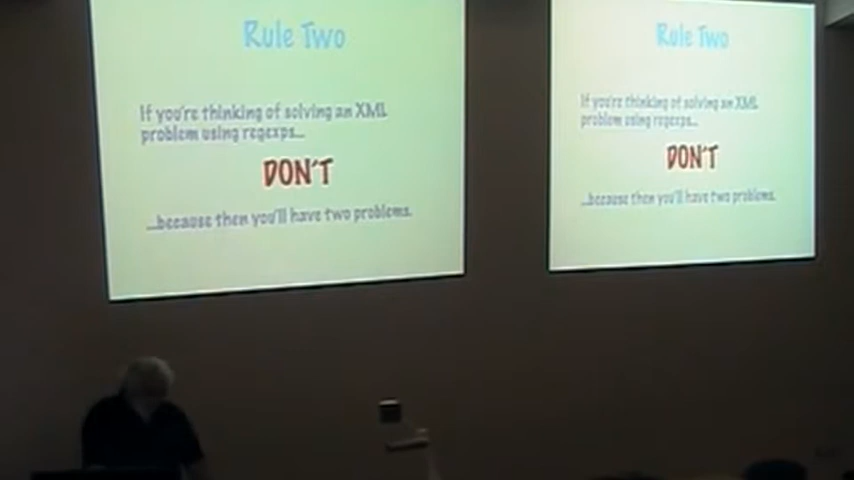 Rule Two
If you're thinking of solving an XML
problem using regexps...
DON'T
...because then you'll have two problems.
Rule Two
If you're thinking of solving an XML
problem using regexps...
DON'T
...because then you'll have two problems.